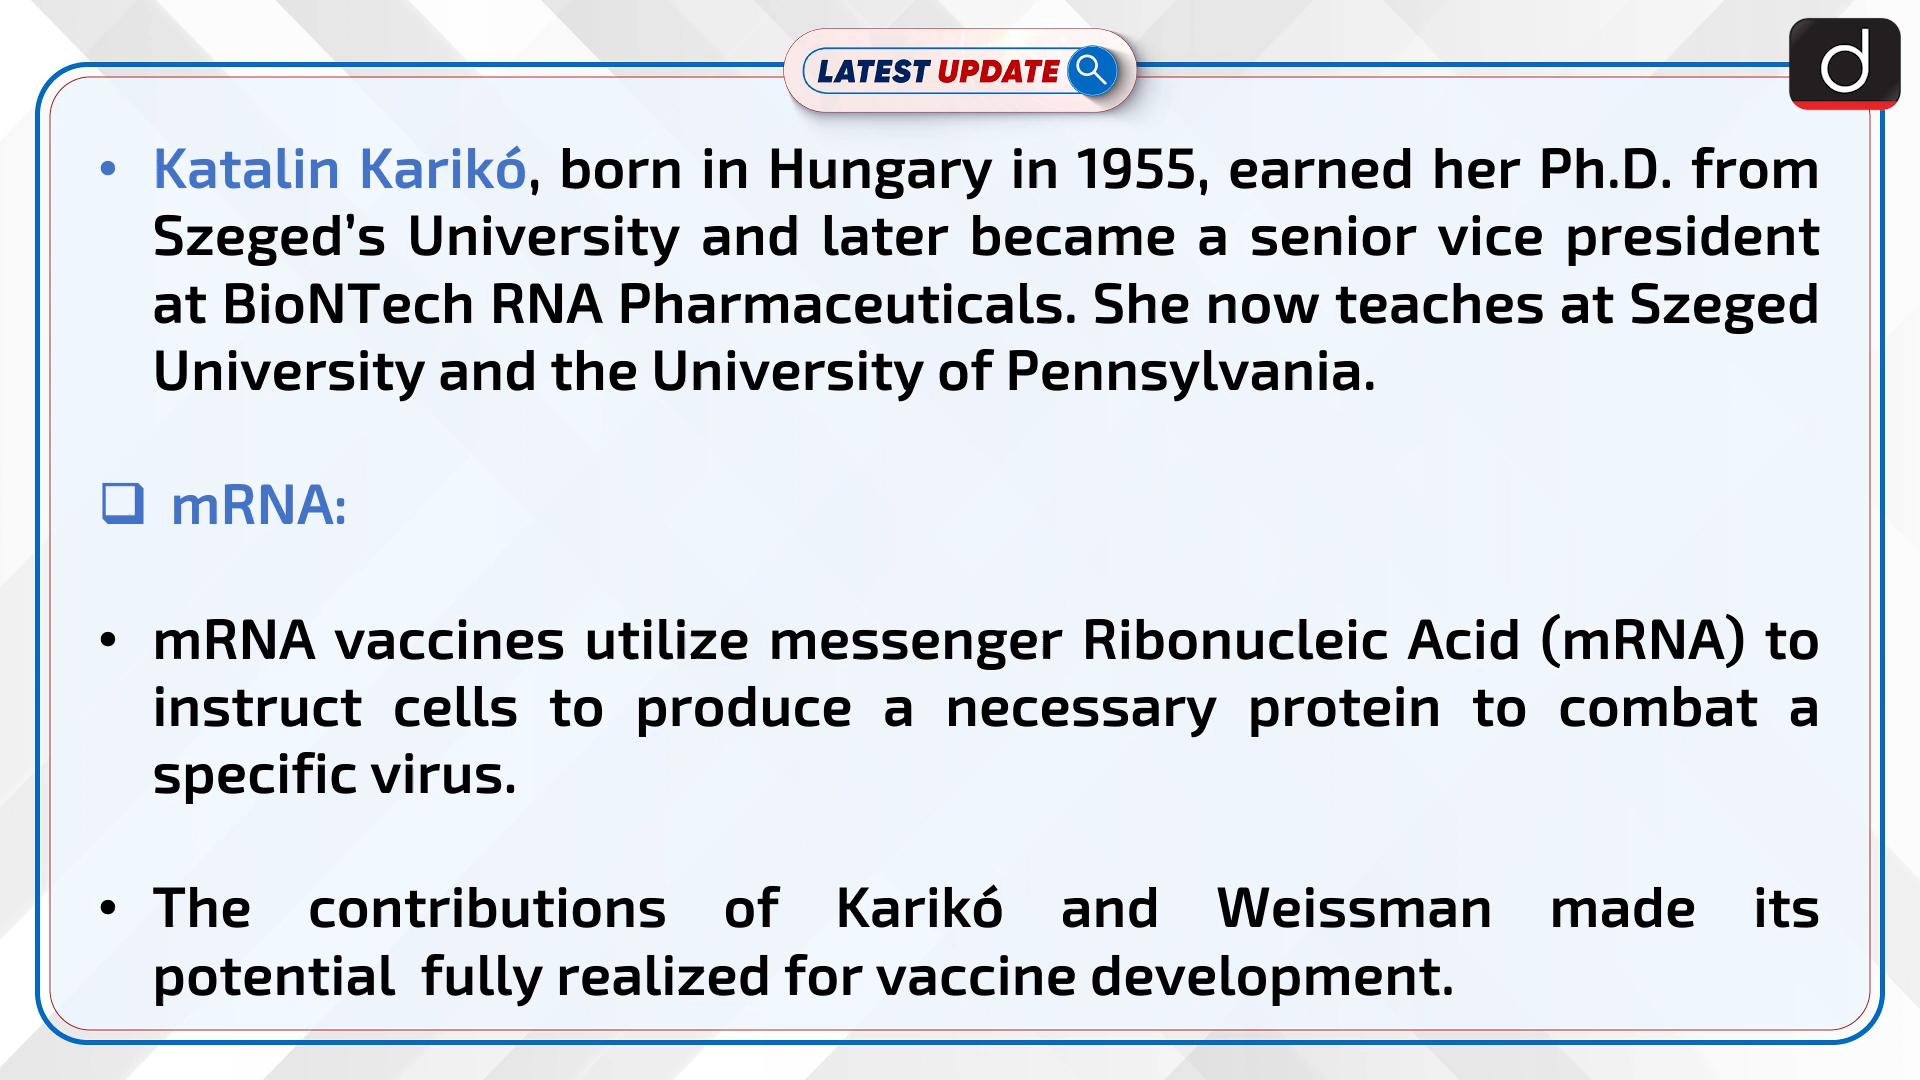 LATEST UPDATE
d
• Katalin Karikó, born in Hungary in 1955, earned her Ph.D. from
Szeged’s University and later became a senior vice president
at BioNTech RNA Pharmaceuticals. She now teaches at Szeged
University and the University of Pennsylvania.
❑ mRNA:
• mRNA vaccines utilize messenger Ribonucleic Acid (mRNA) to
instruct cells to produce a necessary protein to combat a
specific virus.
• The contributions of Karikó and Weissman made its
potential fully realized for vaccine development.